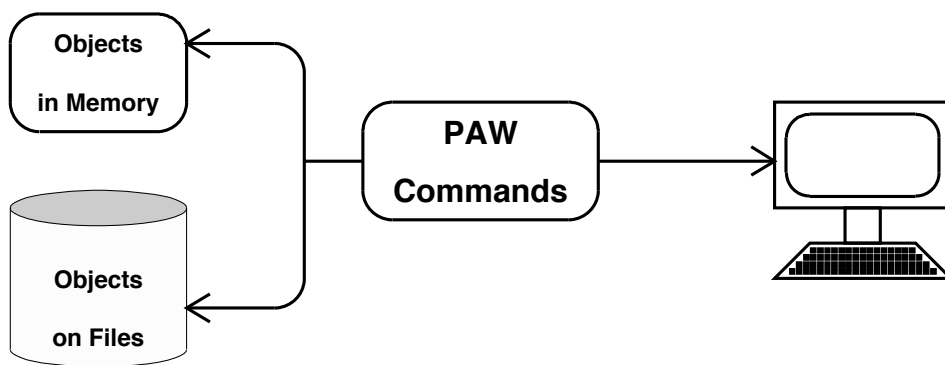 Objects
in Memory
PAW
Commands
Objects
on Files